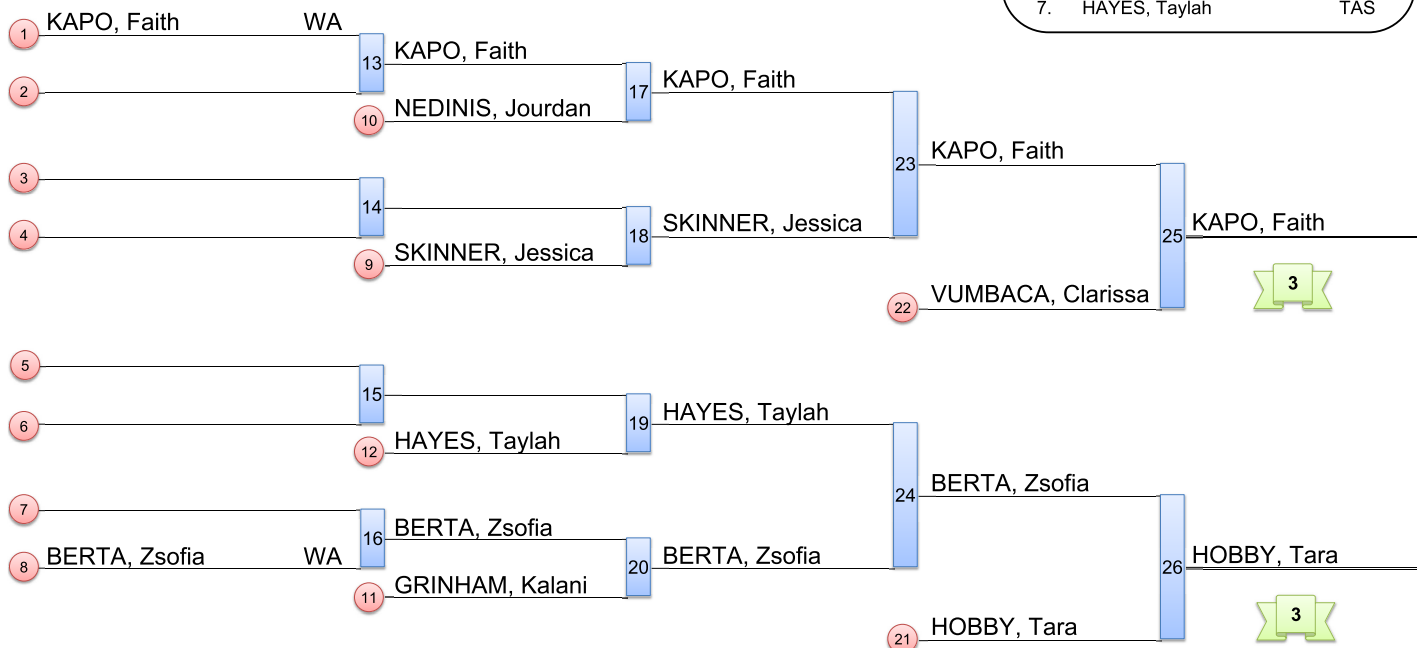 7. HAYES, Taylah TAS
1 KAPO, Faith WA
13 KAPO, Faith
2
17 KAPO, Faith
10 NEDINIS, Jourdan
23 KAPO, Faith
3
14
18 SKINNER, Jessica
4
9 SKINNER, Jessica
25 KAPO, Faith
3
22 VUMBACA, Clarissa
5
15
19 HAYES, Taylah
6
12 HAYES, Taylah
24 BERTA, Zsofia
7
16 BERTA, Zsofia
8 BERTA, Zsofia WA
20 BERTA, Zsofia
11 GRINHAM, Kalani
26 HOBBY, Tara
3
21 HOBBY, Tara